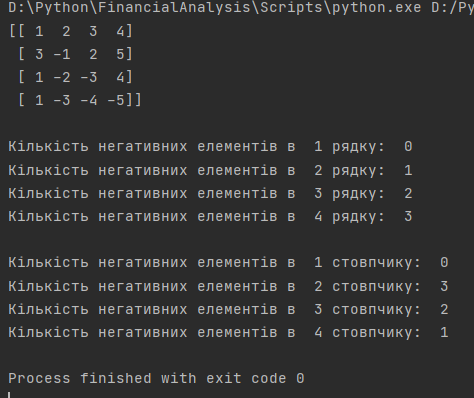 D:\Python\FinancialAnalysis\Scripts\python.exe D:/Py
[[ 1  2  3  4]
 [ 3 -1  2  5]
 [ 1 -2 -3  4]
 [ 1 -3 -4 -5]]
Кількість негативних елементів в  1 рядку:  0
Кількість негативних елементів в  2 рядку:  1
Кількість негативних елементів в  3 рядку:  2
Кількість негативних елементів в  4 рядку:  3
Кількість негативних елементів в  1 стовпчику:  0
Кількість негативних елементів в  2 стовпчику:  3
Кількість негативних елементів в  3 стовпчику:  2
Кількість негативних елементів в  4 стовпчику:  1
Process finished with exit code 0